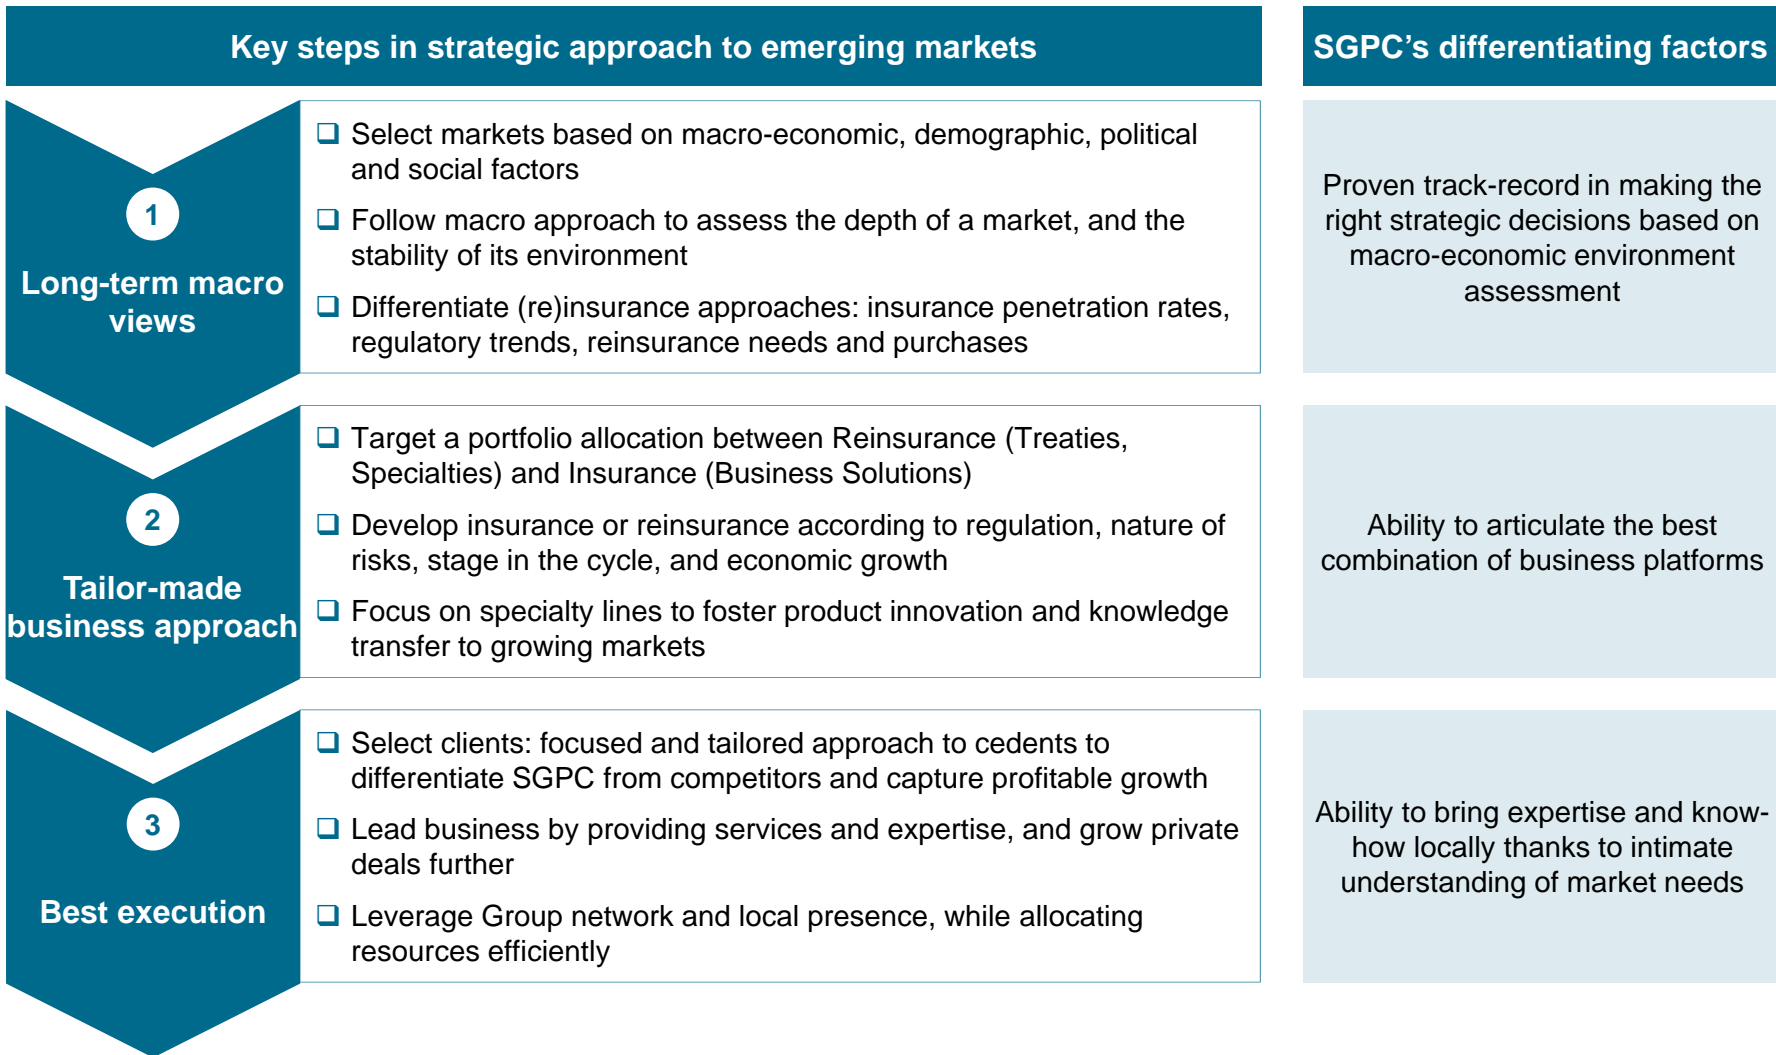 Key steps in strategic approach to emerging markets
SGPC’s differentiating factors
1
Long-term macro
views
❑ Select markets based on macro-economic, demographic, political
and social factors
❑ Follow macro approach to assess the depth of a market, and the
stability of its environment
❑ Differentiate (re)insurance approaches: insurance penetration rates,
regulatory trends, reinsurance needs and purchases
Proven track-record in making the
right strategic decisions based on
macro-economic environment
assessment
2
Tailor-made
business approach
❑ Target a portfolio allocation between Reinsurance (Treaties,
Specialties) and Insurance (Business Solutions)
❑ Develop insurance or reinsurance according to regulation, nature of
risks, stage in the cycle, and economic growth
❑ Focus on specialty lines to foster product innovation and knowledge
transfer to growing markets
Ability to articulate the best
combination of business platforms
3
Best execution
❑ Select clients: focused and tailored approach to cedents to
differentiate SGPC from competitors and capture profitable growth
❑ Lead business by providing services and expertise, and grow private
deals further
❑ Leverage Group network and local presence, while allocating
resources efficiently
Ability to bring expertise and know-
how locally thanks to intimate
understanding of market needs